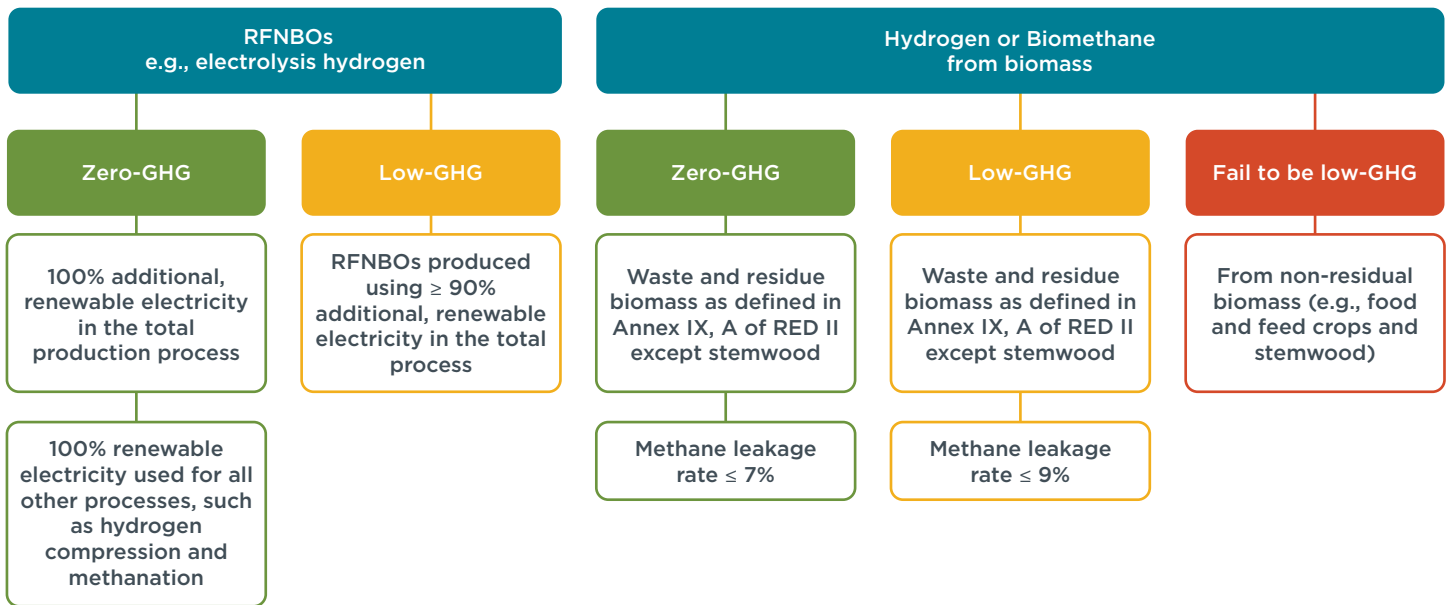 RFNBOs
e.g., electrolysis hydrogen
Hydrogen or Biomethane
from biomass
Zero-GHG
Low-GHG
Zero-GHG
Low-GHG
Fail to be low-GHG
100% additional,
renewable electricity
in the total
production process
RFNBOs produced
using ≥ 90%
additional, renewable
electricity in the total
process
Waste and residue
biomass as defined in
Annex IX, A of RED II
except stemwood
Waste and residue
biomass as defined in
Annex IX, A of RED II
except stemwood
From non-residual
biomass (e.g., food
and feed crops and
stemwood)
100% renewable
electricity used for all
other processes, such
as hydrogen
compression and
methanation
Methane leakage
rate ≤ 7%
Methane leakage
rate ≤ 9%